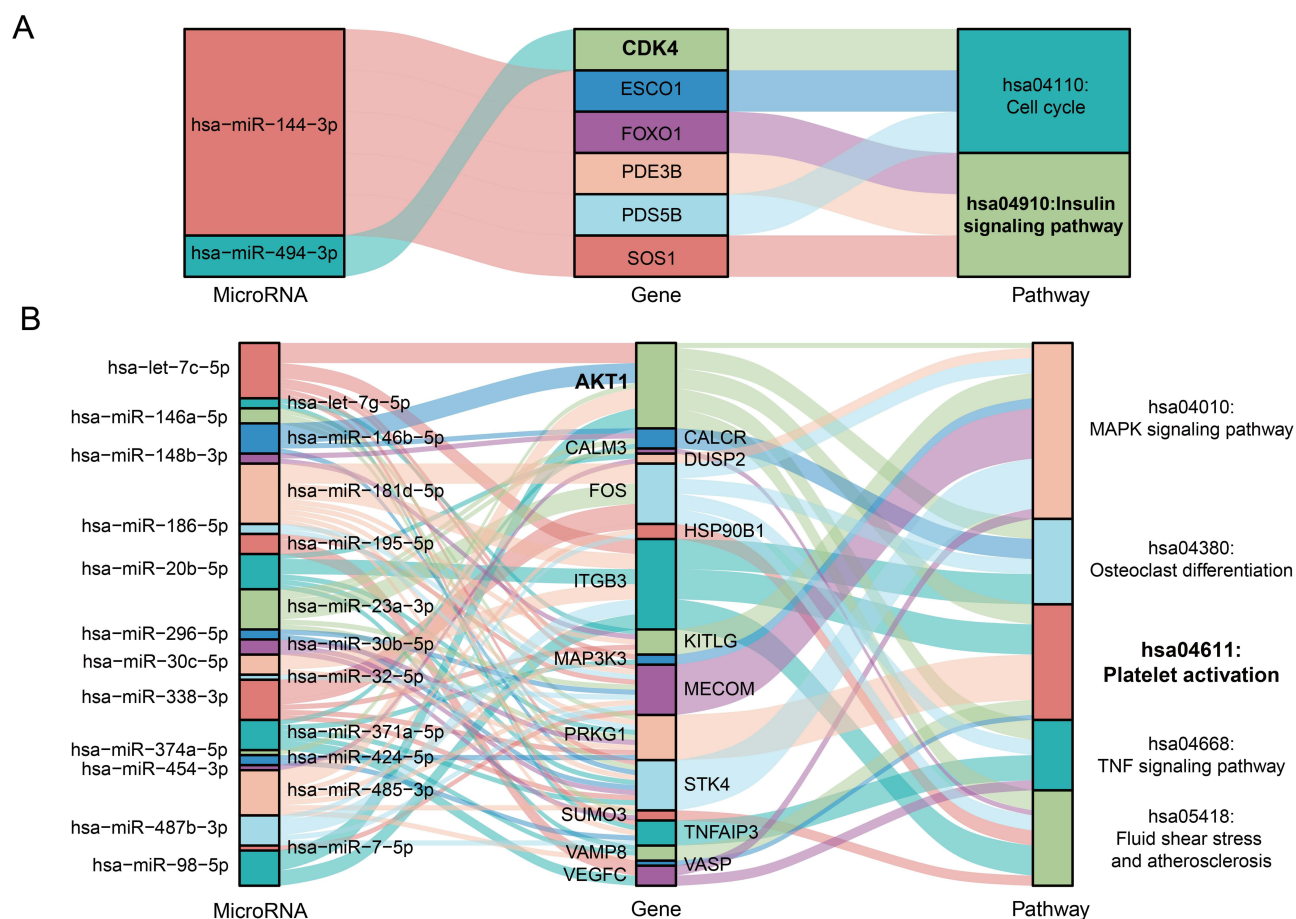 A
hsa−miR−144−3p
hsa−miR−494−3p
CDK4
ESCO1
FOXO1
PDE3B
PDS5B
SOS1
hsa04110:
Cell cycle
hsa04910:Insulin
signaling pathway
MicroRNA
Gene
Pathway
B
hsa−let−7c−5p
hsa−let−7g−5p
hsa−miR−146a−5p
hsa−miR−146b−5p
hsa−miR−148b−3p
hsa−miR−181d−5p
hsa−miR−186−5p
hsa−miR−195−5p
hsa−miR−20b−5p
hsa−miR−23a−3p
hsa−miR−296−5p
hsa−miR−30b−5p
hsa−miR−30c−5p
hsa−miR−32−5p
hsa−miR−338−3p
hsa−miR−371a−5p
hsa−miR−374a−5p
hsa−miR−424−5p
hsa−miR−454−3p
hsa−miR−485−3p
hsa−miR−487b−3p
hsa−miR−7−5p
hsa−miR−98−5p
AKT1
CALCR
CALM3
DUSP2
FOS
HSP90B1
ITGB3
KITLG
MAP3K3
MECOM
PRKG1
STK4
SUMO3
TNFAIP3
VAMP8
VASP
VEGFC
hsa04010:
MAPK signaling pathway
hsa04380:
Osteoclast differentiation
hsa04611:
Platelet activation
hsa04668:
TNF signaling pathway
hsa05418:
Fluid shear stress
and atherosclerosis
MicroRNA
Gene
Pathway